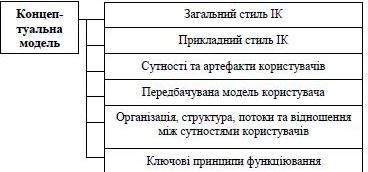 Концеп-
туальна
модель
Загальний стиль ІК
Прикладний стиль ІК
Сутності та артефакти користувачів
Передбачувана модель користувача
Організація, структура, потоки та відношення
між сутностями користувачів
Ключові принципи функціювання